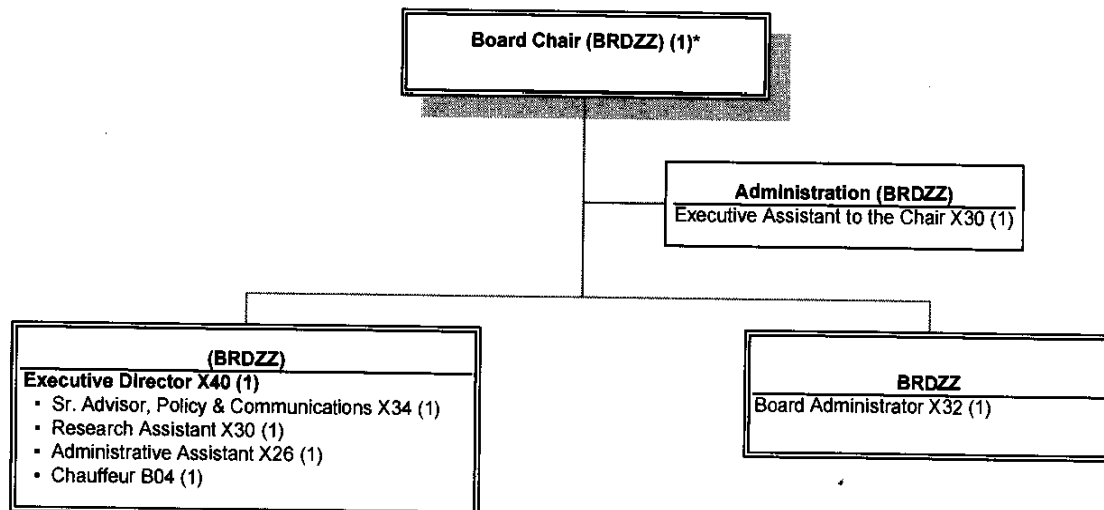 Board Chair (BRDZZ) (1)*
Administration (BRDZZ)
Executive Assistant to the Chair X30 (1)
(BRDZZ)
Executive Director X40 (1)
▪ Sr. Advisor, Policy & Communications X34 (1)
▪ Research Assistant X30 (1)
▪ Administrative Assistant X26 (1)
▪ Chauffeur B04 (1)
BRDZZ
Board Administrator X32 (1)